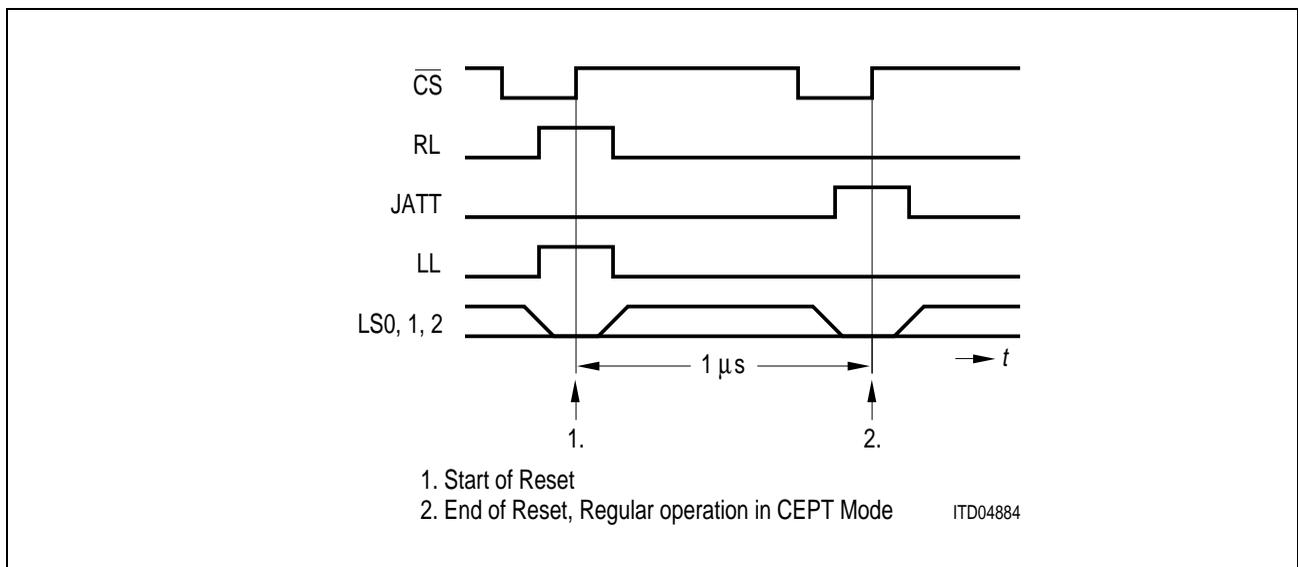 CS
RL
JATT
LL
LS0, 1, 2
1 µs
t
1.
2.
1. Start of Reset
2. End of Reset, Regular operation in CEPT Mode
ITD04884